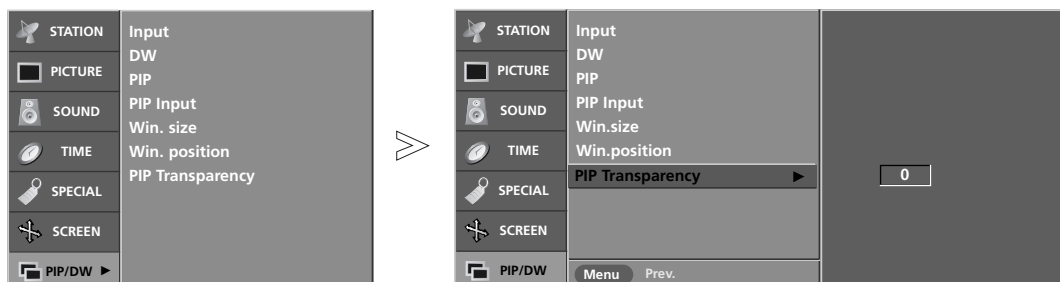 STATION
PICTURE
SOUND
TIME
SPECIAL
SCREEN
PIP/DW ►
Input
DW
PIP
PIP Input
Win. size
Win. position
PIP Transparency
STATION
PICTURE
SOUND
TIME
SPECIAL
SCREEN
PIP/DW
Input
DW
PIP
PIP Input
Win.size
Win.position
PIP Transparency ►
Menu Prev.
0